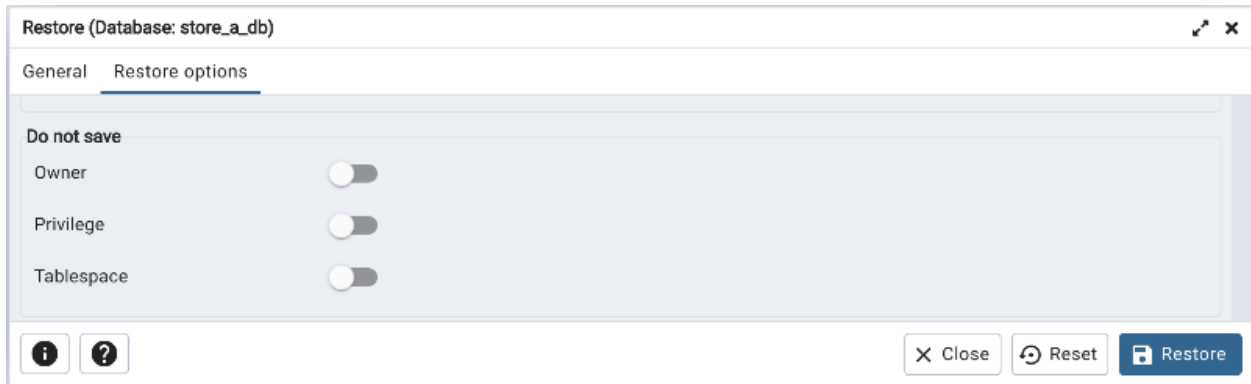 Restore (Database: store_a_db)
General Restore options
Do not save
Owner
Privilege
Tablespace
Close Reset Restore